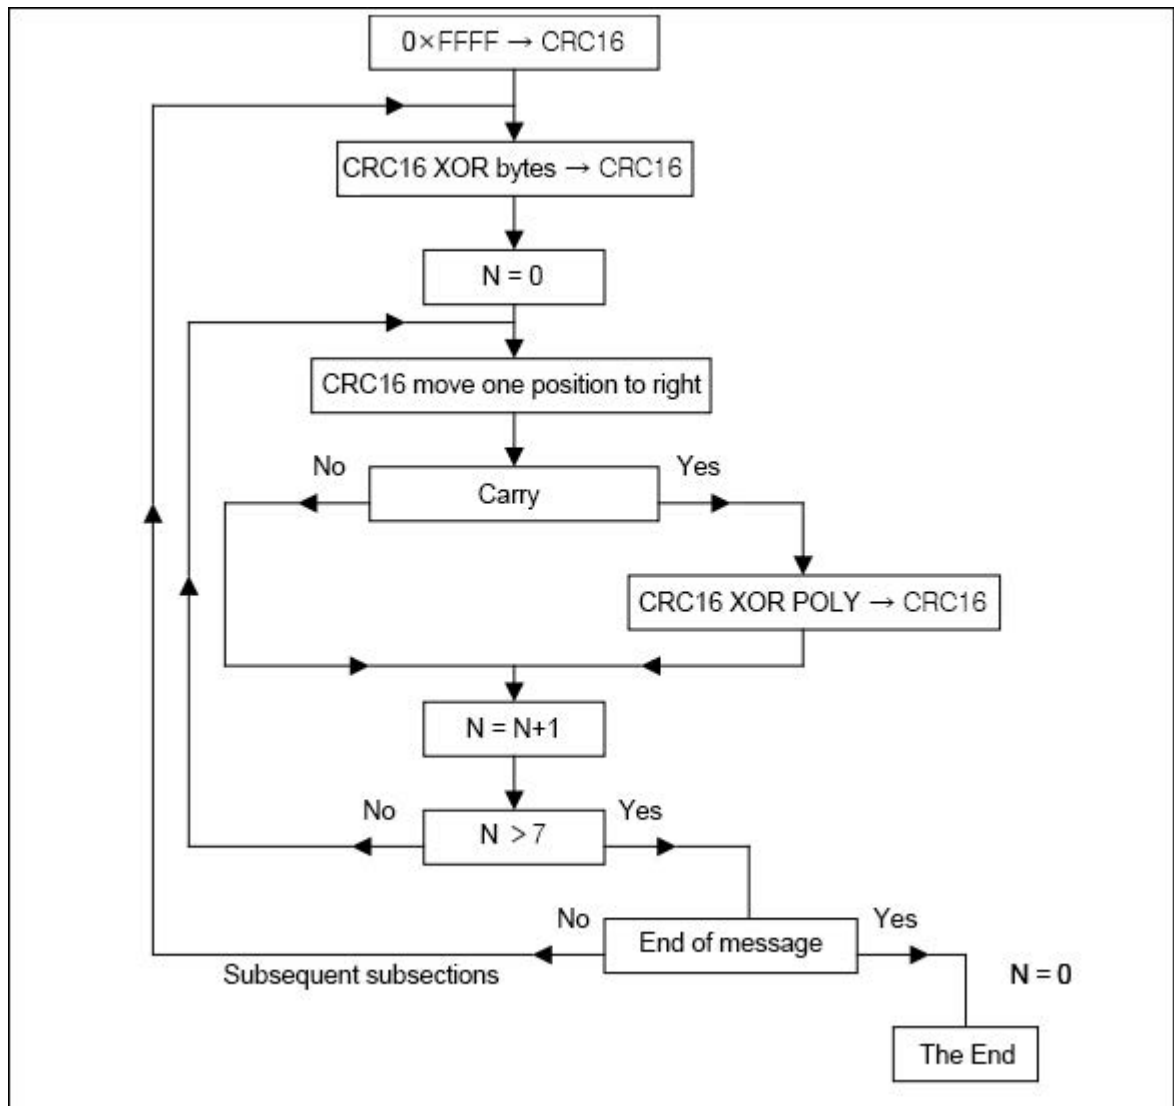 0×FFFF → CRC16
CRC16 XOR bytes → CRC16
N = 0
CRC16 move one position to right
No
Yes
Carry
CRC16 XOR POLY → CRC16
N = N+1
No
Yes
N > 7
No
Yes
End of message
Subsequent subsections
N = 0
The End